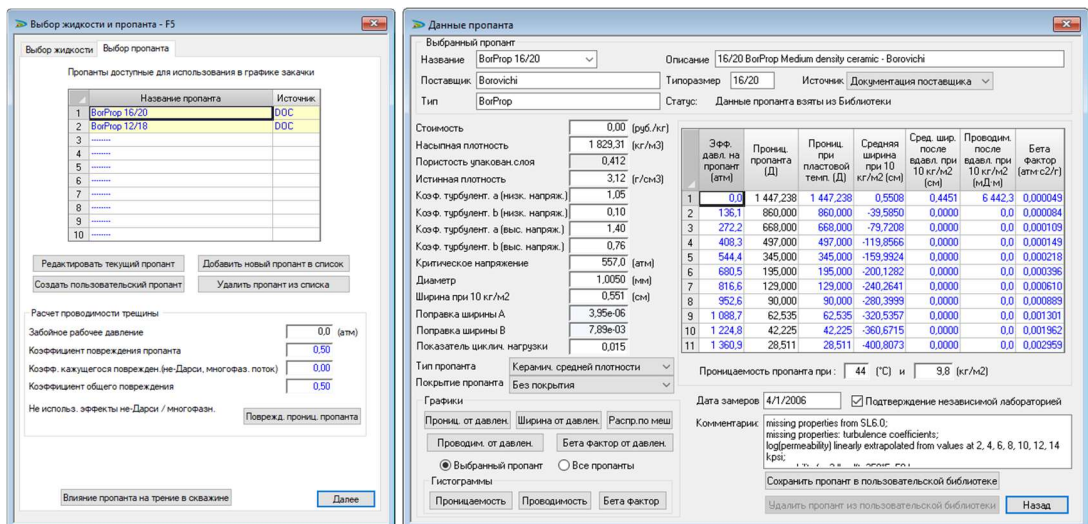 Выбор жидкости и пропанта - F5
Выбор жидкости Выбор пропанта
Пропанты доступные для использования в графике закачки
Название пропанта Источник
1 BorProp 16/20 DOC
2 BorProp 12/18 DOC
3 --------
4 --------
5 --------
6 --------
7 --------
8 --------
9 --------
10 --------
Редактировать текущий пропант Добавить новый пропант в список
Создать пользовательский пропант Удалить пропант из списка
Расчет проводимости трещины
Забойное рабочее давление 0,0 (атм)
Коэффициент повреждения пропанта 0,50
Коэфф. кажущегося поврежден.(не-Дарси, многофаз. поток) 0,00
Коэффициент общего повреждения 0,50
Не использ. эффекты не-Дарси / многофазн.
Поврежд. прониц. пропанта
Влияние пропанта на трение в скважине Далее
Данные пропанта
Выбранный пропант
Название BorProp 16/20 Описание 16/20 BorProp Medium density ceramic - Borovichi
Поставщик Borovichi Типоразмер 16/20 Источник Документация поставщика
Тип BorProp Статус: Данные пропанта взяты из Библиотеки
Стоимость 0,00 (руб./кг)
Насыпная плотность 1 829,31 (кг/м3)
Пористость упакован.слоя 0,412
Истинная плотность 3,12 (г/см3)
Коэф. турбулент. a (низк. напряж.) 1,05
Коэф. турбулент. b (низк. напряж.) 0,10
Коэф. турбулент. a (выс. напряж.) 1,40
Коэф. турбулент. b (выс. напряж.) 0,76
Критическое напряжение 557,0 (атм)
Диаметр 1,0050 (мм)
Ширина при 10 кг/м2 0,551 (см)
Поправка ширины A 3,95e-06
Поправка ширины B 7,89e-03
Показатель циклич. нагрузки 0,015
Тип пропанта Керамич. средней плотности
Покрытие пропанта Без покрытия
Графики
Прониц. от давлен. Ширина от давлен. Распр.по меш
Проводим. от давлен. Бета фактор от давлен.
Выбранный пропант Все пропанты
Гистограммы
Проницаемость Проводимость Бета фактор
Эфф. давл. на пропант (атм) Прониц. пропанта (Д) Прониц. при пластовой темп. (Д) Средняя ширина при 10 кг/м2 (см) Сред. шир. после вдавл. при 10 кг/м2 (см) Проводим. после вдавл. при 10 кг/м2 (мД·м) Бета фактор (атм·с2/г)
1 0,0 1 447,238 1 447,238 0,5508 0,4451 6 442,3 0,000049
2 136,1 860,000 860,000 -39,5850 0,0000 0,0 0,000084
3 272,2 668,000 668,000 -79,7208 0,0000 0,0 0,000109
4 408,3 497,000 497,000 -119,8566 0,0000 0,0 0,000149
5 544,4 345,000 345,000 -159,9924 0,0000 0,0 0,000218
6 680,5 195,000 195,000 -200,1282 0,0000 0,0 0,000396
7 816,6 129,000 129,000 -240,2641 0,0000 0,0 0,000610
8 952,6 90,000 90,000 -280,3999 0,0000 0,0 0,000889
9 1 088,7 62,535 62,535 -320,5357 0,0000 0,0 0,001301
10 1 224,8 42,225 42,225 -360,6715 0,0000 0,0 0,001962
11 1 360,9 28,511 28,511 -400,8073 0,0000 0,0 0,002959
Проницаемость пропанта при : 44 (°C) и 9,8 (кг/м2)
Дата замеров 4/1/2006 Подтверждение независимой лабораторией
Комментарии: missing properties from SL6.0;
missing properties: turbulence coefficients;
log(permeability) linearly extrapolated from values at 2, 4, 6, 8, 10, 12, 14
kpsi;
Сохранить пропант в пользовательской библиотеке
Удалить пропант из пользовательской библиотеки Назад